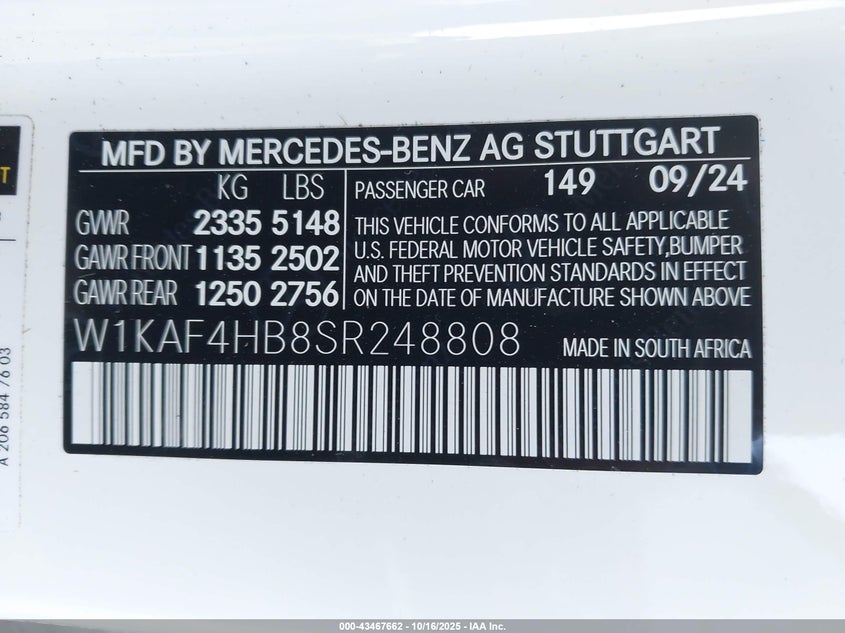 MFD BY MERCEDES-BENZ AG STUTTGART
KG LBS
GVWR 2335 5148
GAWR FRONT 1135 2502
GAWR REAR 1250 2756
PASSENGER CAR 149 09/24
THIS VEHICLE CONFORMS TO ALL APPLICABLE
U.S. FEDERAL MOTOR VEHICLE SAFETY,BUMPER
AND THEFT PREVENTION STANDARDS IN EFFECT
ON THE DATE OF MANUFACTURE SHOWN ABOVE
W1KAF4HB8SR248808 MADE IN SOUTH AFRICA
A 206 584 76 03
000-43467662 - 10/16/2025 - IAA Inc.